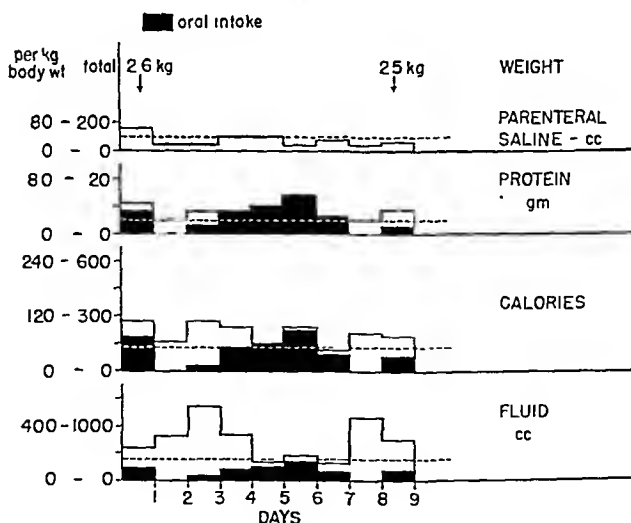 oral intake
per kg body wt total 2.6 kg 2.5 kg WEIGHT
80 - 200 PARENTERAL
0 - 0 SALINE - cc
80 - 20 PROTEIN
gm
0 - 0
240 - 600
CALORIES
120 - 300
0 - 0
FLUID
400 - 1000 cc
0 - 0
1 2 3 4 5 6 7 8 9
DAYS